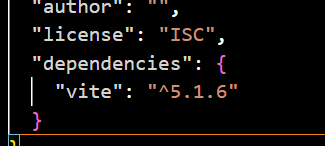 "author": "",
"license": "ISC",
"dependencies": {
"vite": "^5.1.6"
}
}